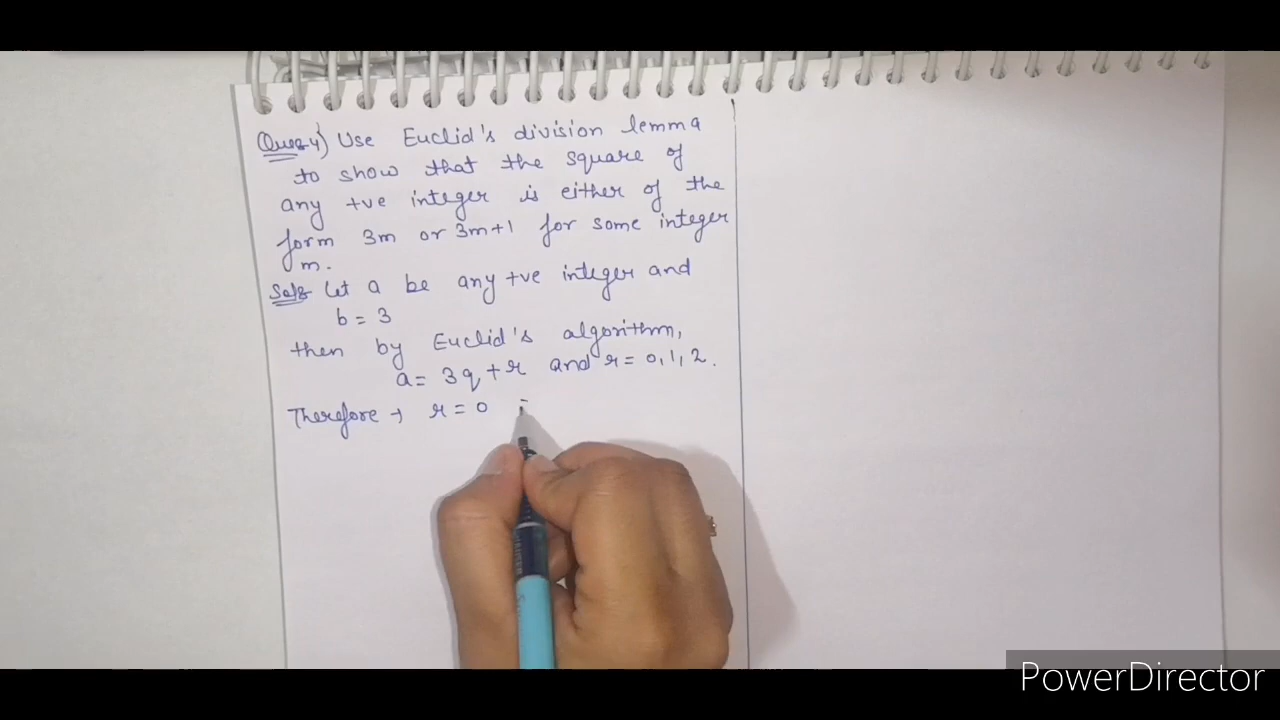 Ques-4) Use Euclid's division lemma
to show that the square of
any +ve integer is either of the
form 3m or 3m+1 for some integer
m.
Sol: Let a be any +ve integer and
b = 3
then by Euclid's algorithm,
a = 3q + r and r = 0, 1, 2.
Therefore → r = 0
PowerDirector